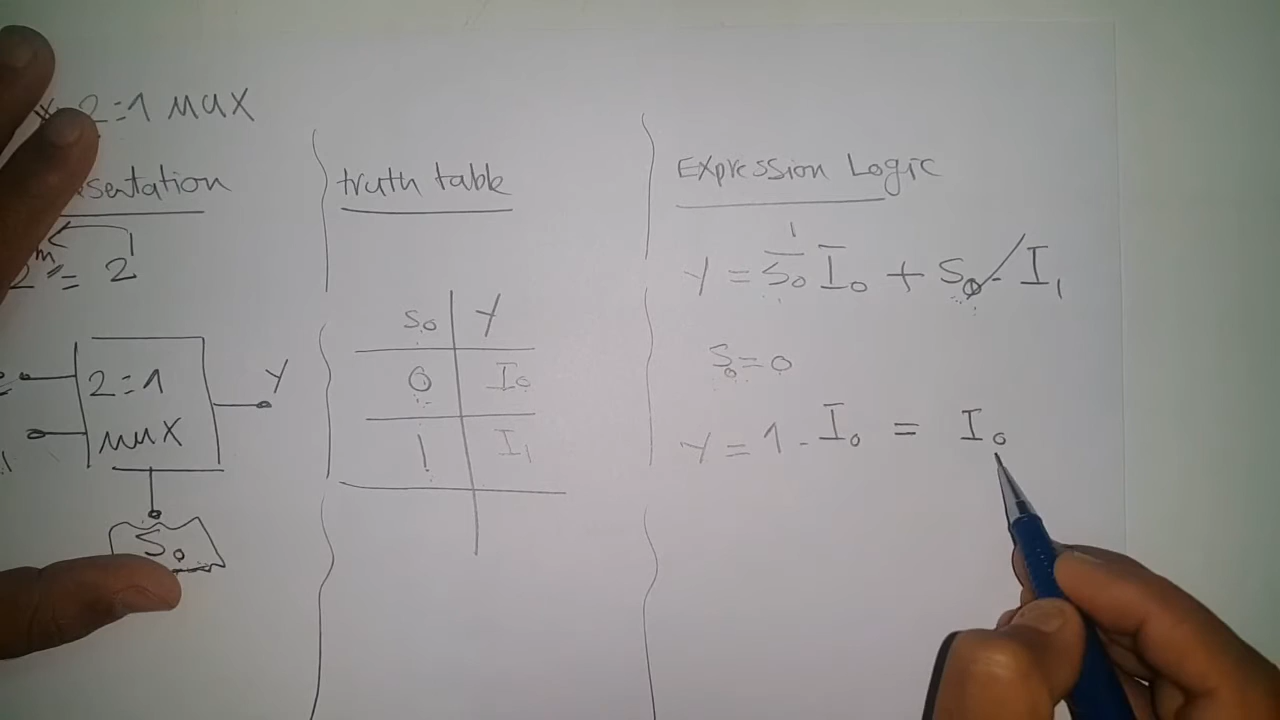 2:1 MUX
sentation
2^m = 2
2:1
MUX
Y
S₀
truth table
S₀ Y
0 I₀
1 I₁
Expression Logic
1
Y = S̅₀ I₀ + S₀ · I₁
S₀ = 0
Y = 1 · I₀ = I₀